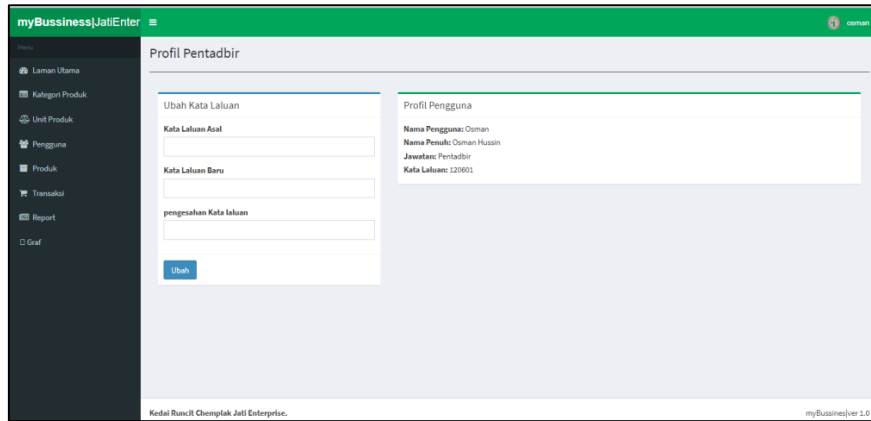 myBussiness|JatiEnter
osman
Menu
Laman Utama
Kategori Produk
Unit Produk
Pengguna
Produk
Transaksi
Report
Graf
Profil Pentadbir
Ubah Kata Laluan
Kata Laluan Asal
Kata Laluan Baru
pengesahan Kata laluan
Ubah
Profil Pengguna
Nama Pengguna: Osman
Nama Penuh: Osman Hussin
Jawatan: Pentadbir
Kata Laluan: 120601
Kedai Runcit Chemplak Jati Enterprise.
myBussines|ver 1.0